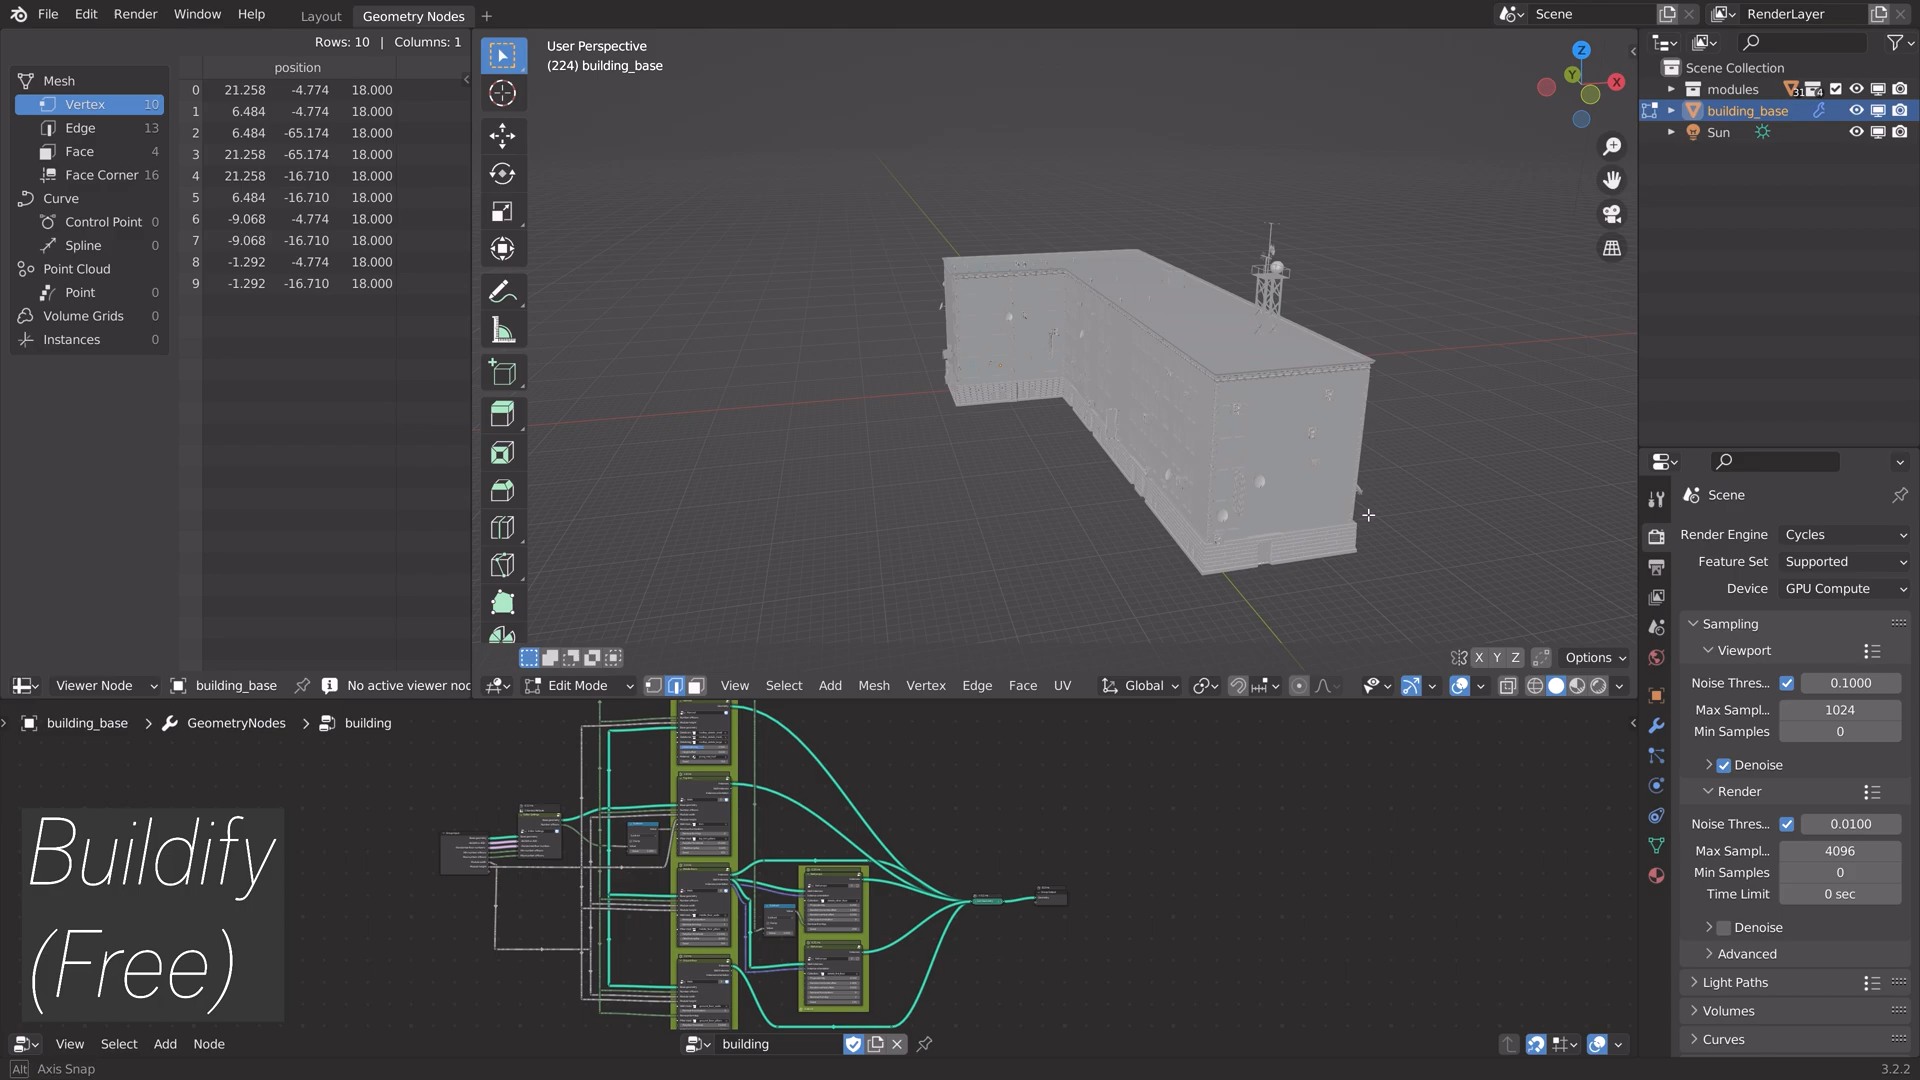 File Edit Render Window Help Layout Geometry Nodes + Scene RenderLayer
Rows: 10 | Columns: 1
Mesh
Vertex 10
Edge 13
Face 4
Face Corner 16
Curve
Control Point 0
Spline 0
Point Cloud
Point 0
Volume Grids 0
Instances 0
position
0 21.258 -4.774 18.000
1 6.484 -4.774 18.000
2 6.484 -65.174 18.000
3 21.258 -65.174 18.000
4 21.258 -16.710 18.000
5 6.484 -16.710 18.000
6 -9.068 -4.774 18.000
7 -9.068 -16.710 18.000
8 -1.292 -4.774 18.000
9 -1.292 -16.710 18.000
User Perspective
(224) building_base
Z
Y X
X Y Z Options
Scene Collection
modules 31 4
building_base
Sun
Viewer Node building_base No active viewer nod
Edit Mode View Select Add Mesh Vertex Edge Face UV Global
Scene
Render Engine Cycles
Feature Set Supported
Device GPU Compute
Sampling
Viewport
Noise Thres... 0.1000
Max Sampl... 1024
Min Samples 0
Denoise
Render
Noise Thres... 0.0100
Max Sampl... 4096
Min Samples 0
Time Limit 0 sec
Denoise
Advanced
Light Paths
Volumes
Curves
building_base GeometryNodes building
Buildify
(Free)
View Select Add Node building
Alt Axis Snap 3.2.2